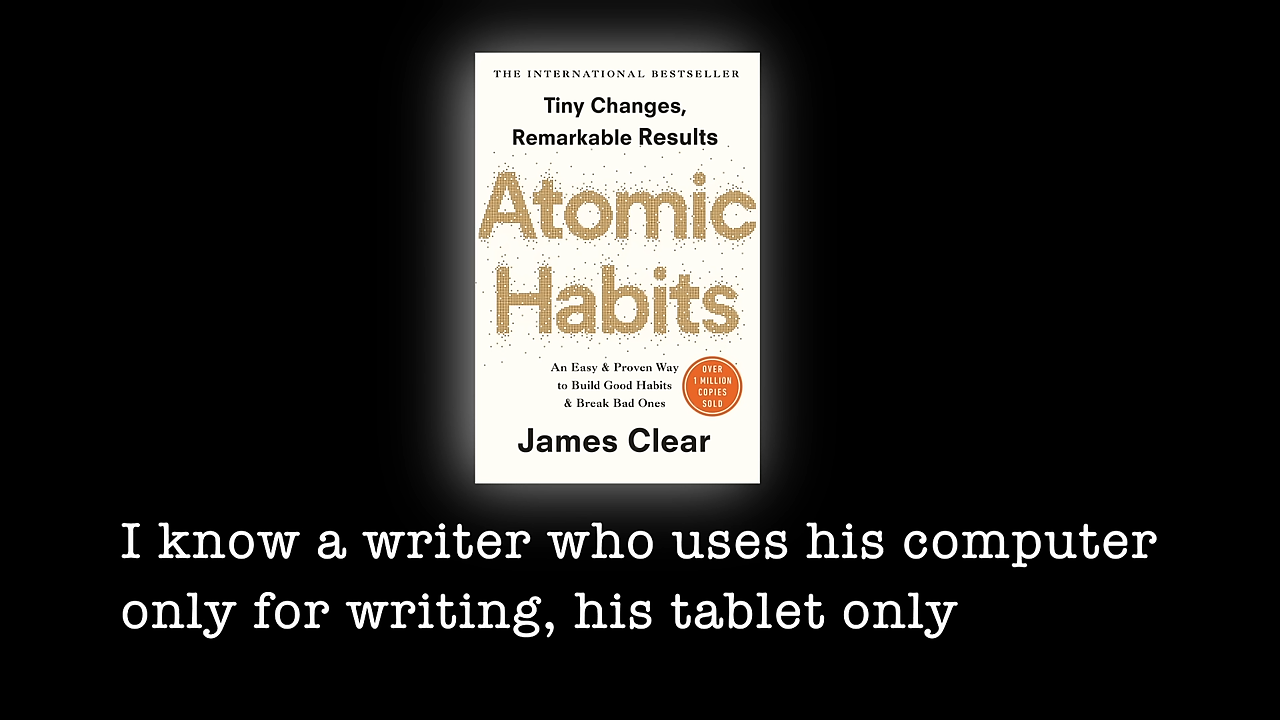 THE INTERNATIONAL BESTSELLER
Tiny Changes,
Remarkable Results
Atomic
Habits
An Easy & Proven Way
to Build Good Habits
& Break Bad Ones
OVER
1 MILLION
COPIES
SOLD
James Clear
I know a writer who uses his computer
only for writing, his tablet only